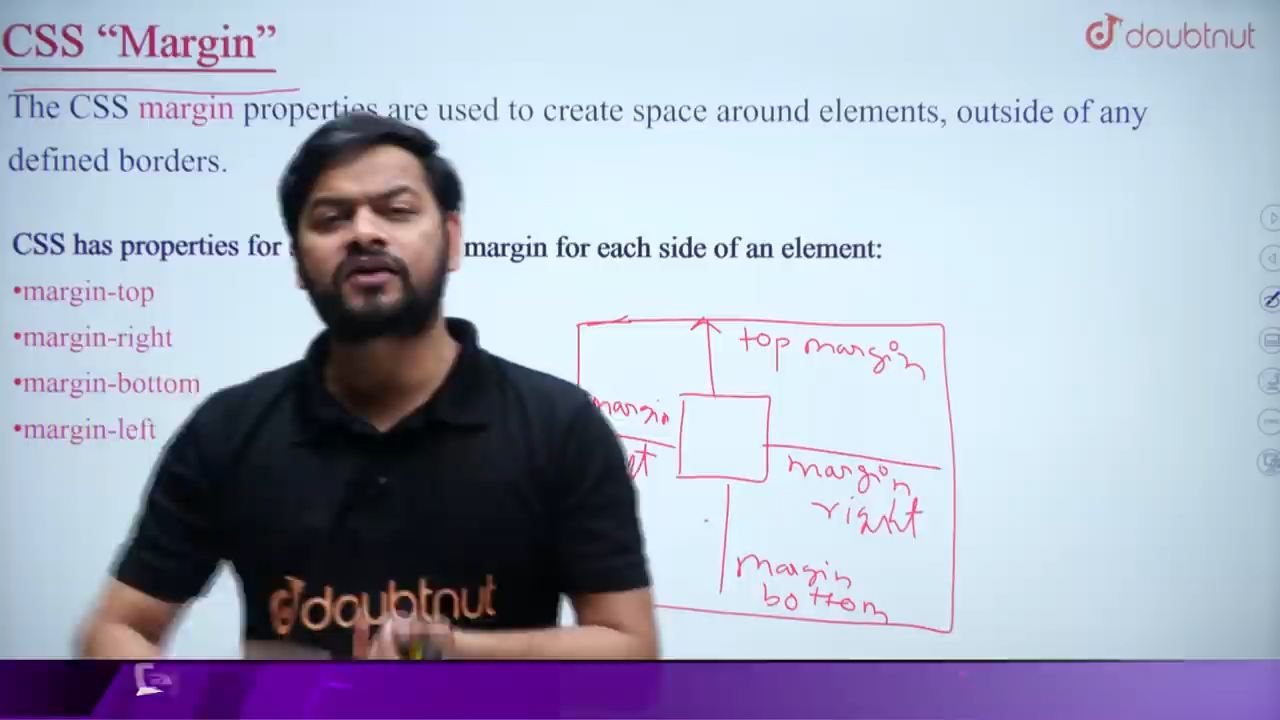 CSS “Margin”
doubtnut
The CSS margin properties are used to create space around elements, outside of any
defined borders.
CSS has properties for margin for each side of an element:
•margin-top
•margin-right
•margin-bottom
•margin-left
top margin
margin
margin
right
margin
bottom
doubtnut